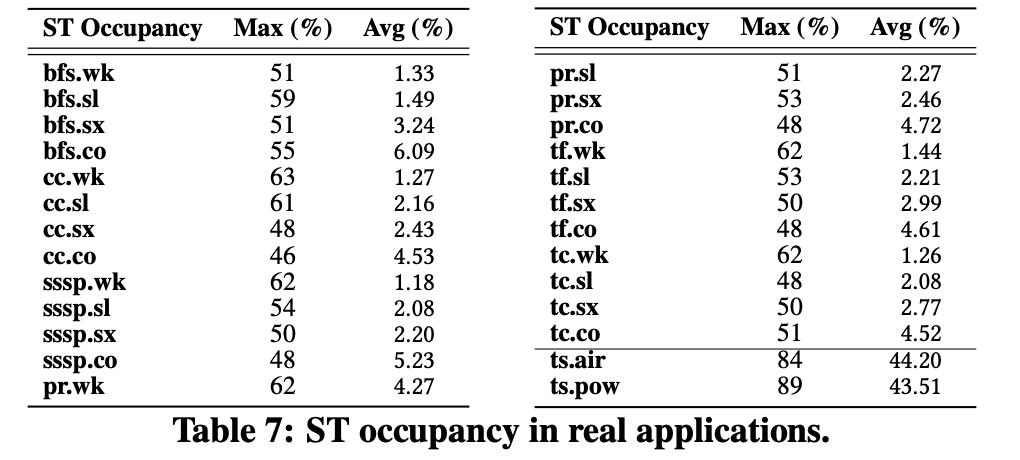 ST Occupancy Max (%) Avg (%)
bfs.wk 51 1.33
bfs.sl 59 1.49
bfs.sx 51 3.24
bfs.co 55 6.09
cc.wk 63 1.27
cc.sl 61 2.16
cc.sx 48 2.43
cc.co 46 4.53
sssp.wk 62 1.18
sssp.sl 54 2.08
sssp.sx 50 2.20
sssp.co 48 5.23
pr.wk 62 4.27
ST Occupancy Max (%) Avg (%)
pr.sl 51 2.27
pr.sx 53 2.46
pr.co 48 4.72
tf.wk 62 1.44
tf.sl 53 2.21
tf.sx 50 2.99
tf.co 48 4.61
tc.wk 62 1.26
tc.sl 48 2.08
tc.sx 50 2.77
tc.co 51 4.52
ts.air 84 44.20
ts.pow 89 43.51
Table 7: ST occupancy in real applications.